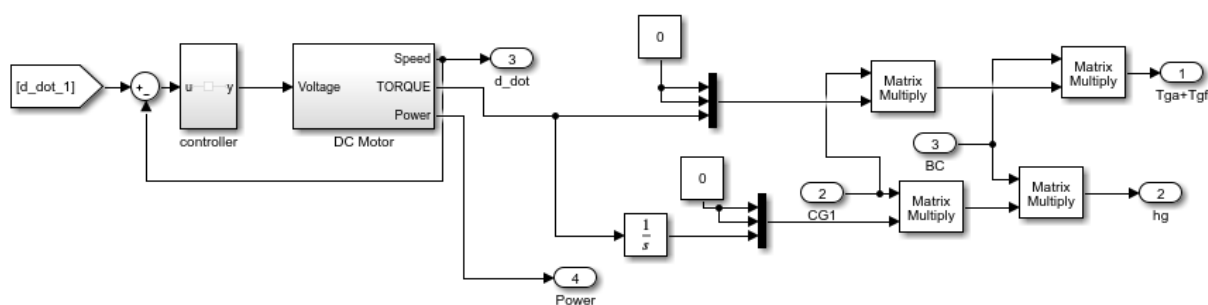 [d_dot_1]
+
_
u
y
controller
Voltage
Speed
TORQUE
Power
DC Motor
3
d_dot
4
Power
0
0
1
s
2
CG1
Matrix
Multiply
Matrix
Multiply
3
BC
Matrix
Multiply
Matrix
Multiply
1
Tga+Tgf
2
hg